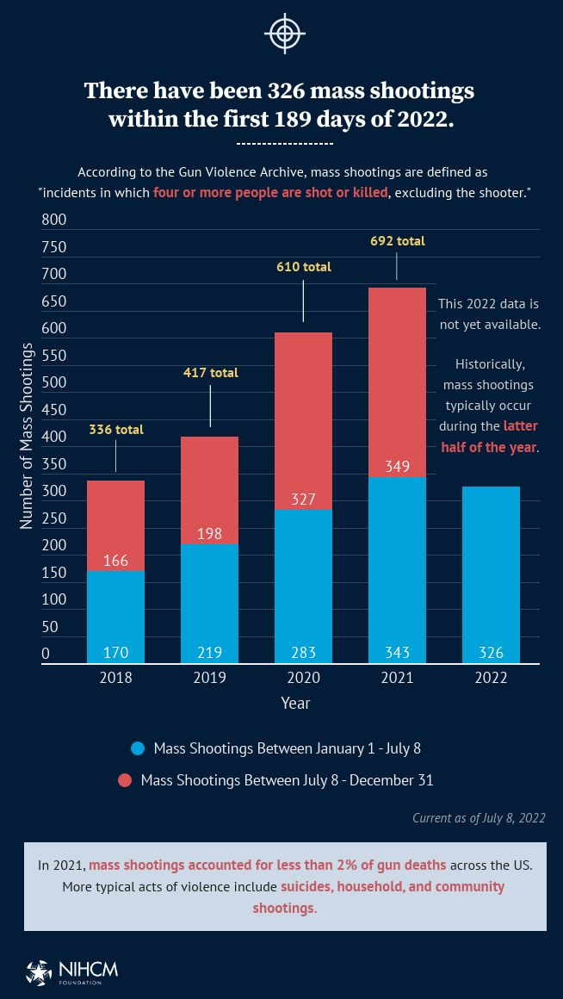 There have been 326 mass shootings
within the first 189 days of 2022.
According to the Gun Violence Archive, mass shootings are defined as
"incidents in which four or more people are shot or killed, excluding the shooter."
800
750
700
650
600
550
500
450
400
350
300
250
200
150
100
50
0
Number of Mass Shootings
336 total
166
170
417 total
198
219
610 total
327
283
692 total
349
343
This 2022 data is
not yet available.
Historically,
mass shootings
typically occur
during the latter
half of the year.
326
2018
2019
2020
2021
2022
Year
Mass Shootings Between January 1 - July 8
Mass Shootings Between July 8 - December 31
Current as of July 8, 2022
In 2021, mass shootings accounted for less than 2% of gun deaths across the US.
More typical acts of violence include suicides, household, and community
shootings.
NIHCM
FOUNDATION